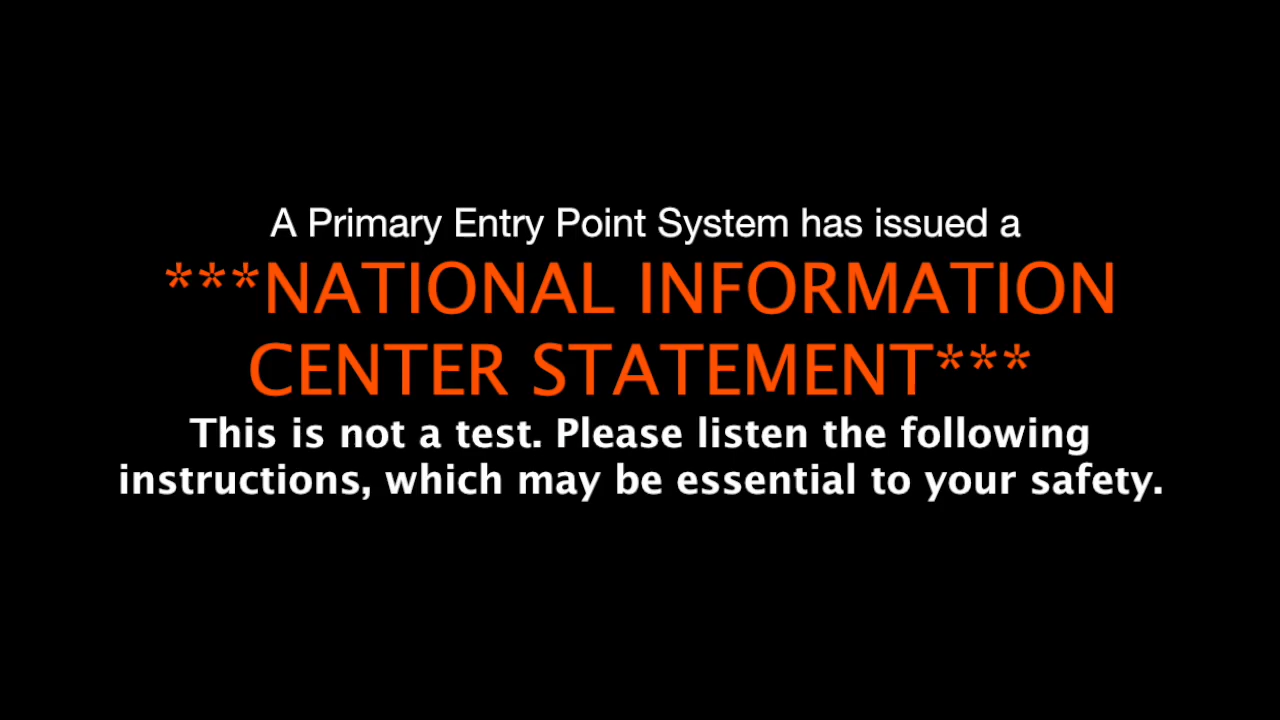 A Primary Entry Point System has issued a
***NATIONAL INFORMATION
CENTER STATEMENT***
This is not a test. Please listen the following
instructions, which may be essential to your safety.